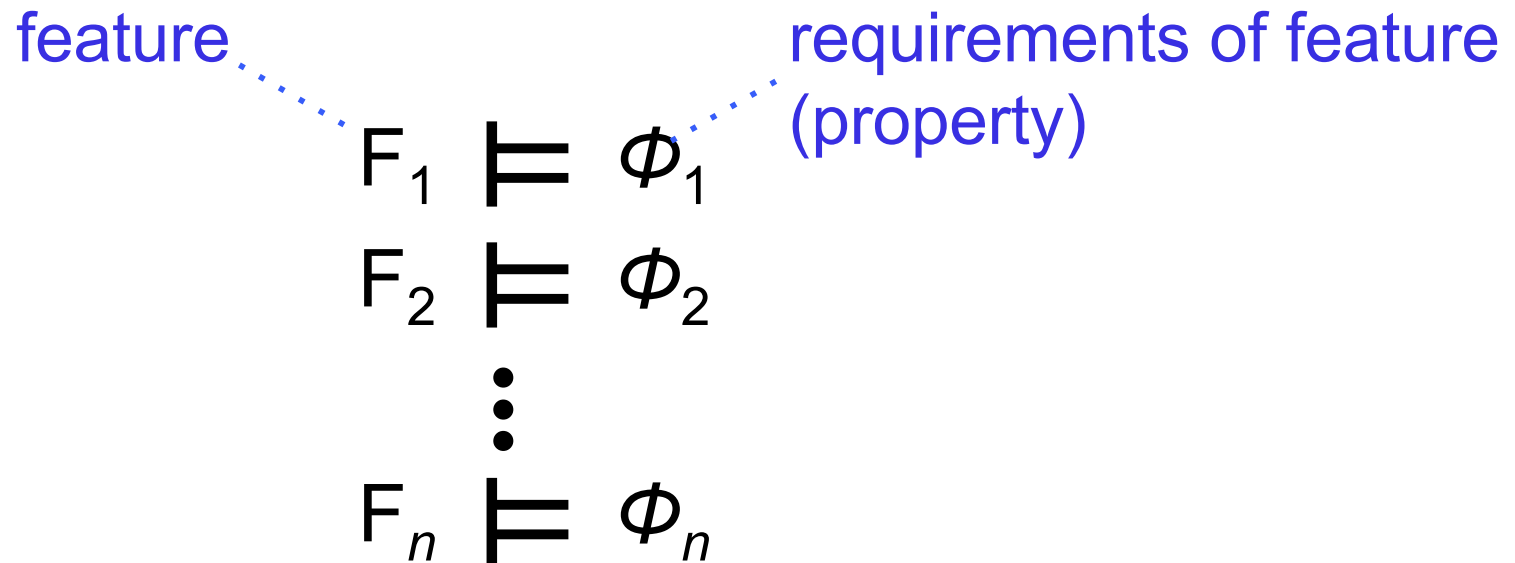 feature
requirements of feature
(property)
F₁ ⊨ Φ₁
F₂ ⊨ Φ₂
⋮
Fₙ ⊨ Φₙ